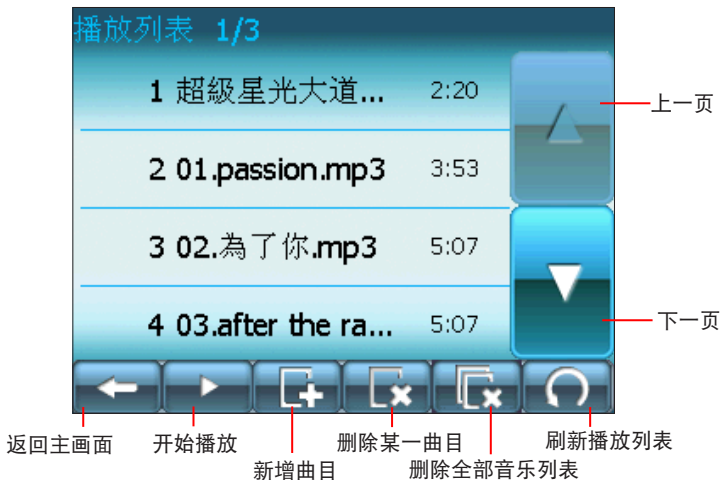 播放列表 1/3
1 超級星光大道... 2:20
上一页
2 01.passion.mp3 3:53
3 02.為了你.mp3 5:07
下一页
4 03.after the ra... 5:07
返回主画面 开始播放 删除某一曲目 刷新播放列表
新增曲目 删除全部音乐列表